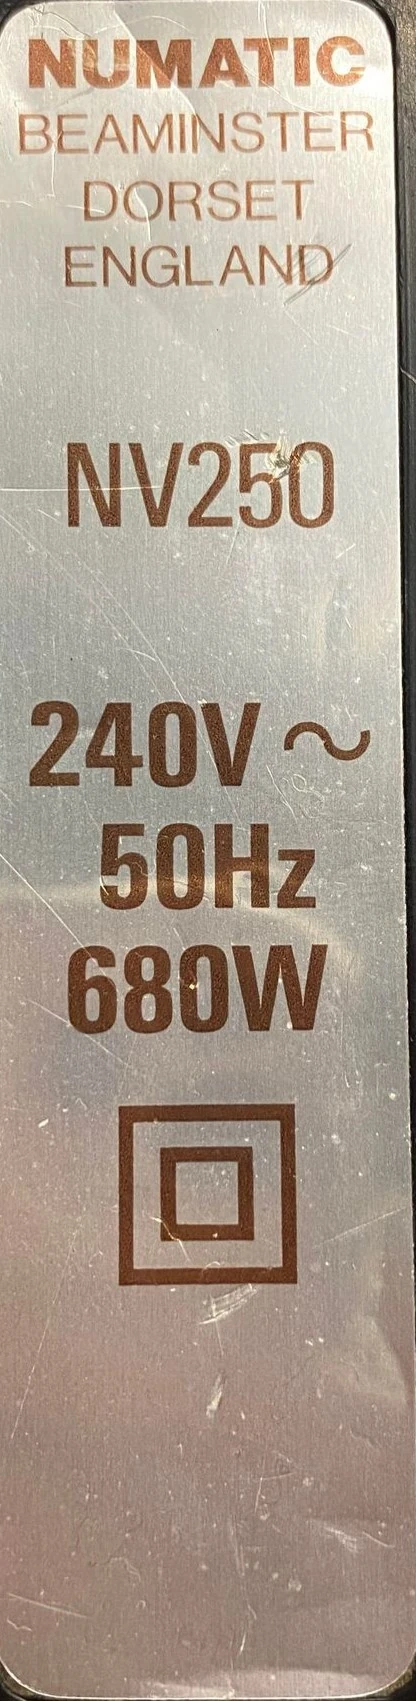 NUMATIC
BEAMINSTER
DORSET
ENGLAND
NV250
240V ~
50Hz
680W